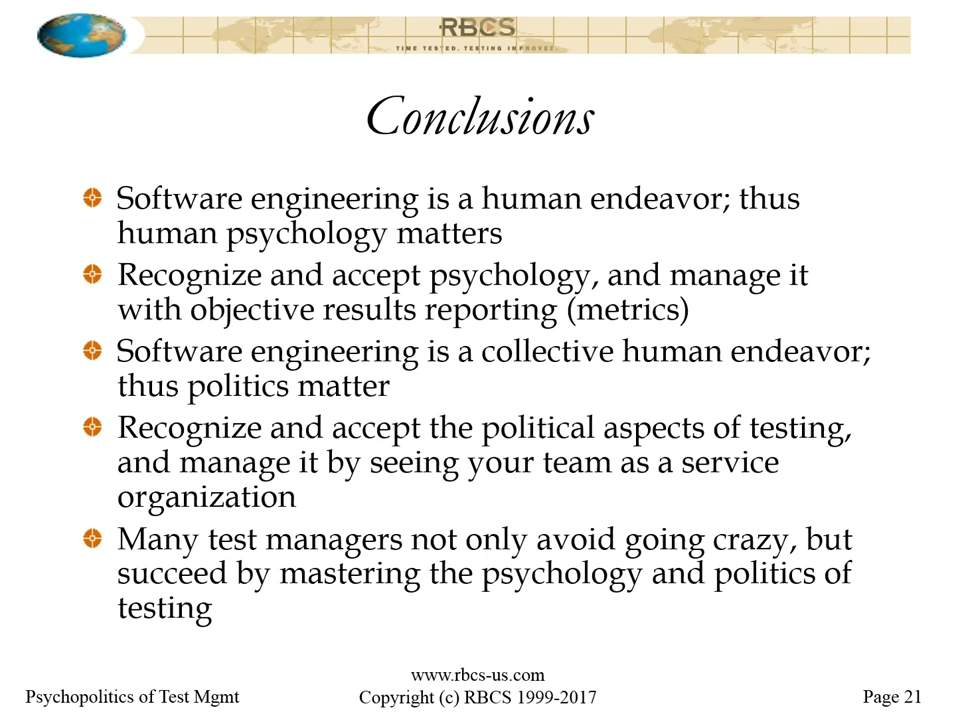 RBCS
TIME TESTED. TESTING IMPROVED.
Conclusions
Software engineering is a human endeavor; thus
human psychology matters
Recognize and accept psychology, and manage it
with objective results reporting (metrics)
Software engineering is a collective human endeavor;
thus politics matter
Recognize and accept the political aspects of testing,
and manage it by seeing your team as a service
organization
Many test managers not only avoid going crazy, but
succeed by mastering the psychology and politics of
testing
www.rbcs-us.com
Psychopolitics of Test Mgmt Copyright (c) RBCS 1999-2017 Page 21